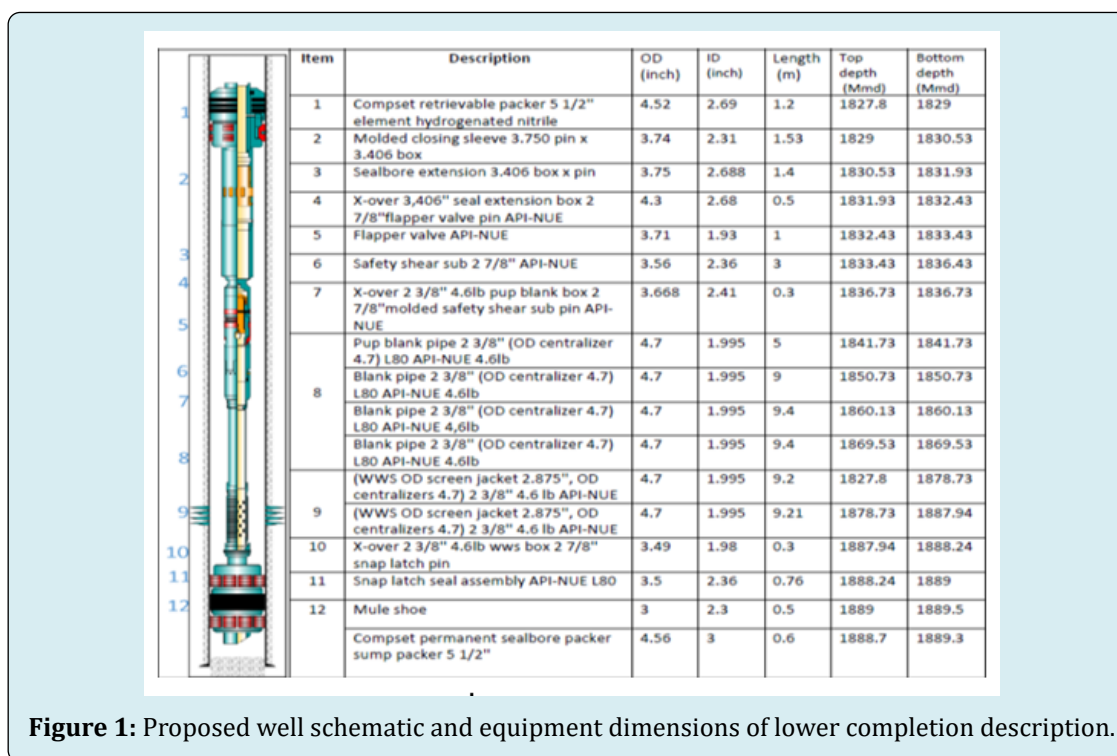 Item Description OD (inch) ID (inch) Length (m) Top depth (Mmd) Bottom depth (Mmd)
1 Compset retrievable packer 5 1/2" element hydrogenated nitrile 4.52 2.69 1.2 1827.8 1829
2 Molded closing sleeve 3.750 pin x 3.406 box 3.74 2.31 1.53 1829 1830.53
3 Sealbore extension 3.406 box x pin 3.75 2.688 1.4 1830.53 1831.93
4 X-over 3,406" seal extension box 2 7/8"flapper valve pin API-NUE 4.3 2.68 0.5 1831.93 1832.43
5 Flapper valve API-NUE 3.71 1.93 1 1832.43 1833.43
6 Safety shear sub 2 7/8" API-NUE 3.56 2.36 3 1833.43 1836.43
7 X-over 2 3/8" 4.6lb pup blank box 2 7/8"molded safety shear sub pin API-NUE 3.668 2.41 0.3 1836.73 1836.73
8 Pup blank pipe 2 3/8" (OD centralizer 4.7) L80 API-NUE 4.6lb 4.7 1.995 5 1841.73 1841.73
Blank pipe 2 3/8" (OD centralizer 4.7) L80 API-NUE 4.6lb 4.7 1.995 9 1850.73 1850.73
Blank pipe 2 3/8" (OD centralizer 4.7) L80 API-NUE 4,6lb 4.7 1.995 9.4 1860.13 1860.13
Blank pipe 2 3/8" (OD centralizer 4.7) L80 API-NUE 4.6lb 4.7 1.995 9.4 1869.53 1869.53
9 (WWS OD screen jacket 2.875", OD centralizers 4.7) 2 3/8" 4.6 lb API-NUE 4.7 1.995 9.2 1827.8 1878.73
(WWS OD screen jacket 2.875", OD centralizers 4.7) 2 3/8" 4.6 lb API-NUE 4.7 1.995 9.21 1878.73 1887.94
10 X-over 2 3/8" 4.6lb wws box 2 7/8" snap latch pin 3.49 1.98 0.3 1887.94 1888.24
11 Snap latch seal assembly API-NUE L80 3.5 2.36 0.76 1888.24 1889
12 Mule shoe 3 2.3 0.5 1889 1889.5
Compset permanent sealbore packer sump packer 5 1/2" 4.56 3 0.6 1888.7 1889.3
1
2
3
4
5
6
7
8
9
10
11
12
Figure 1: Proposed well schematic and equipment dimensions of lower completion description.